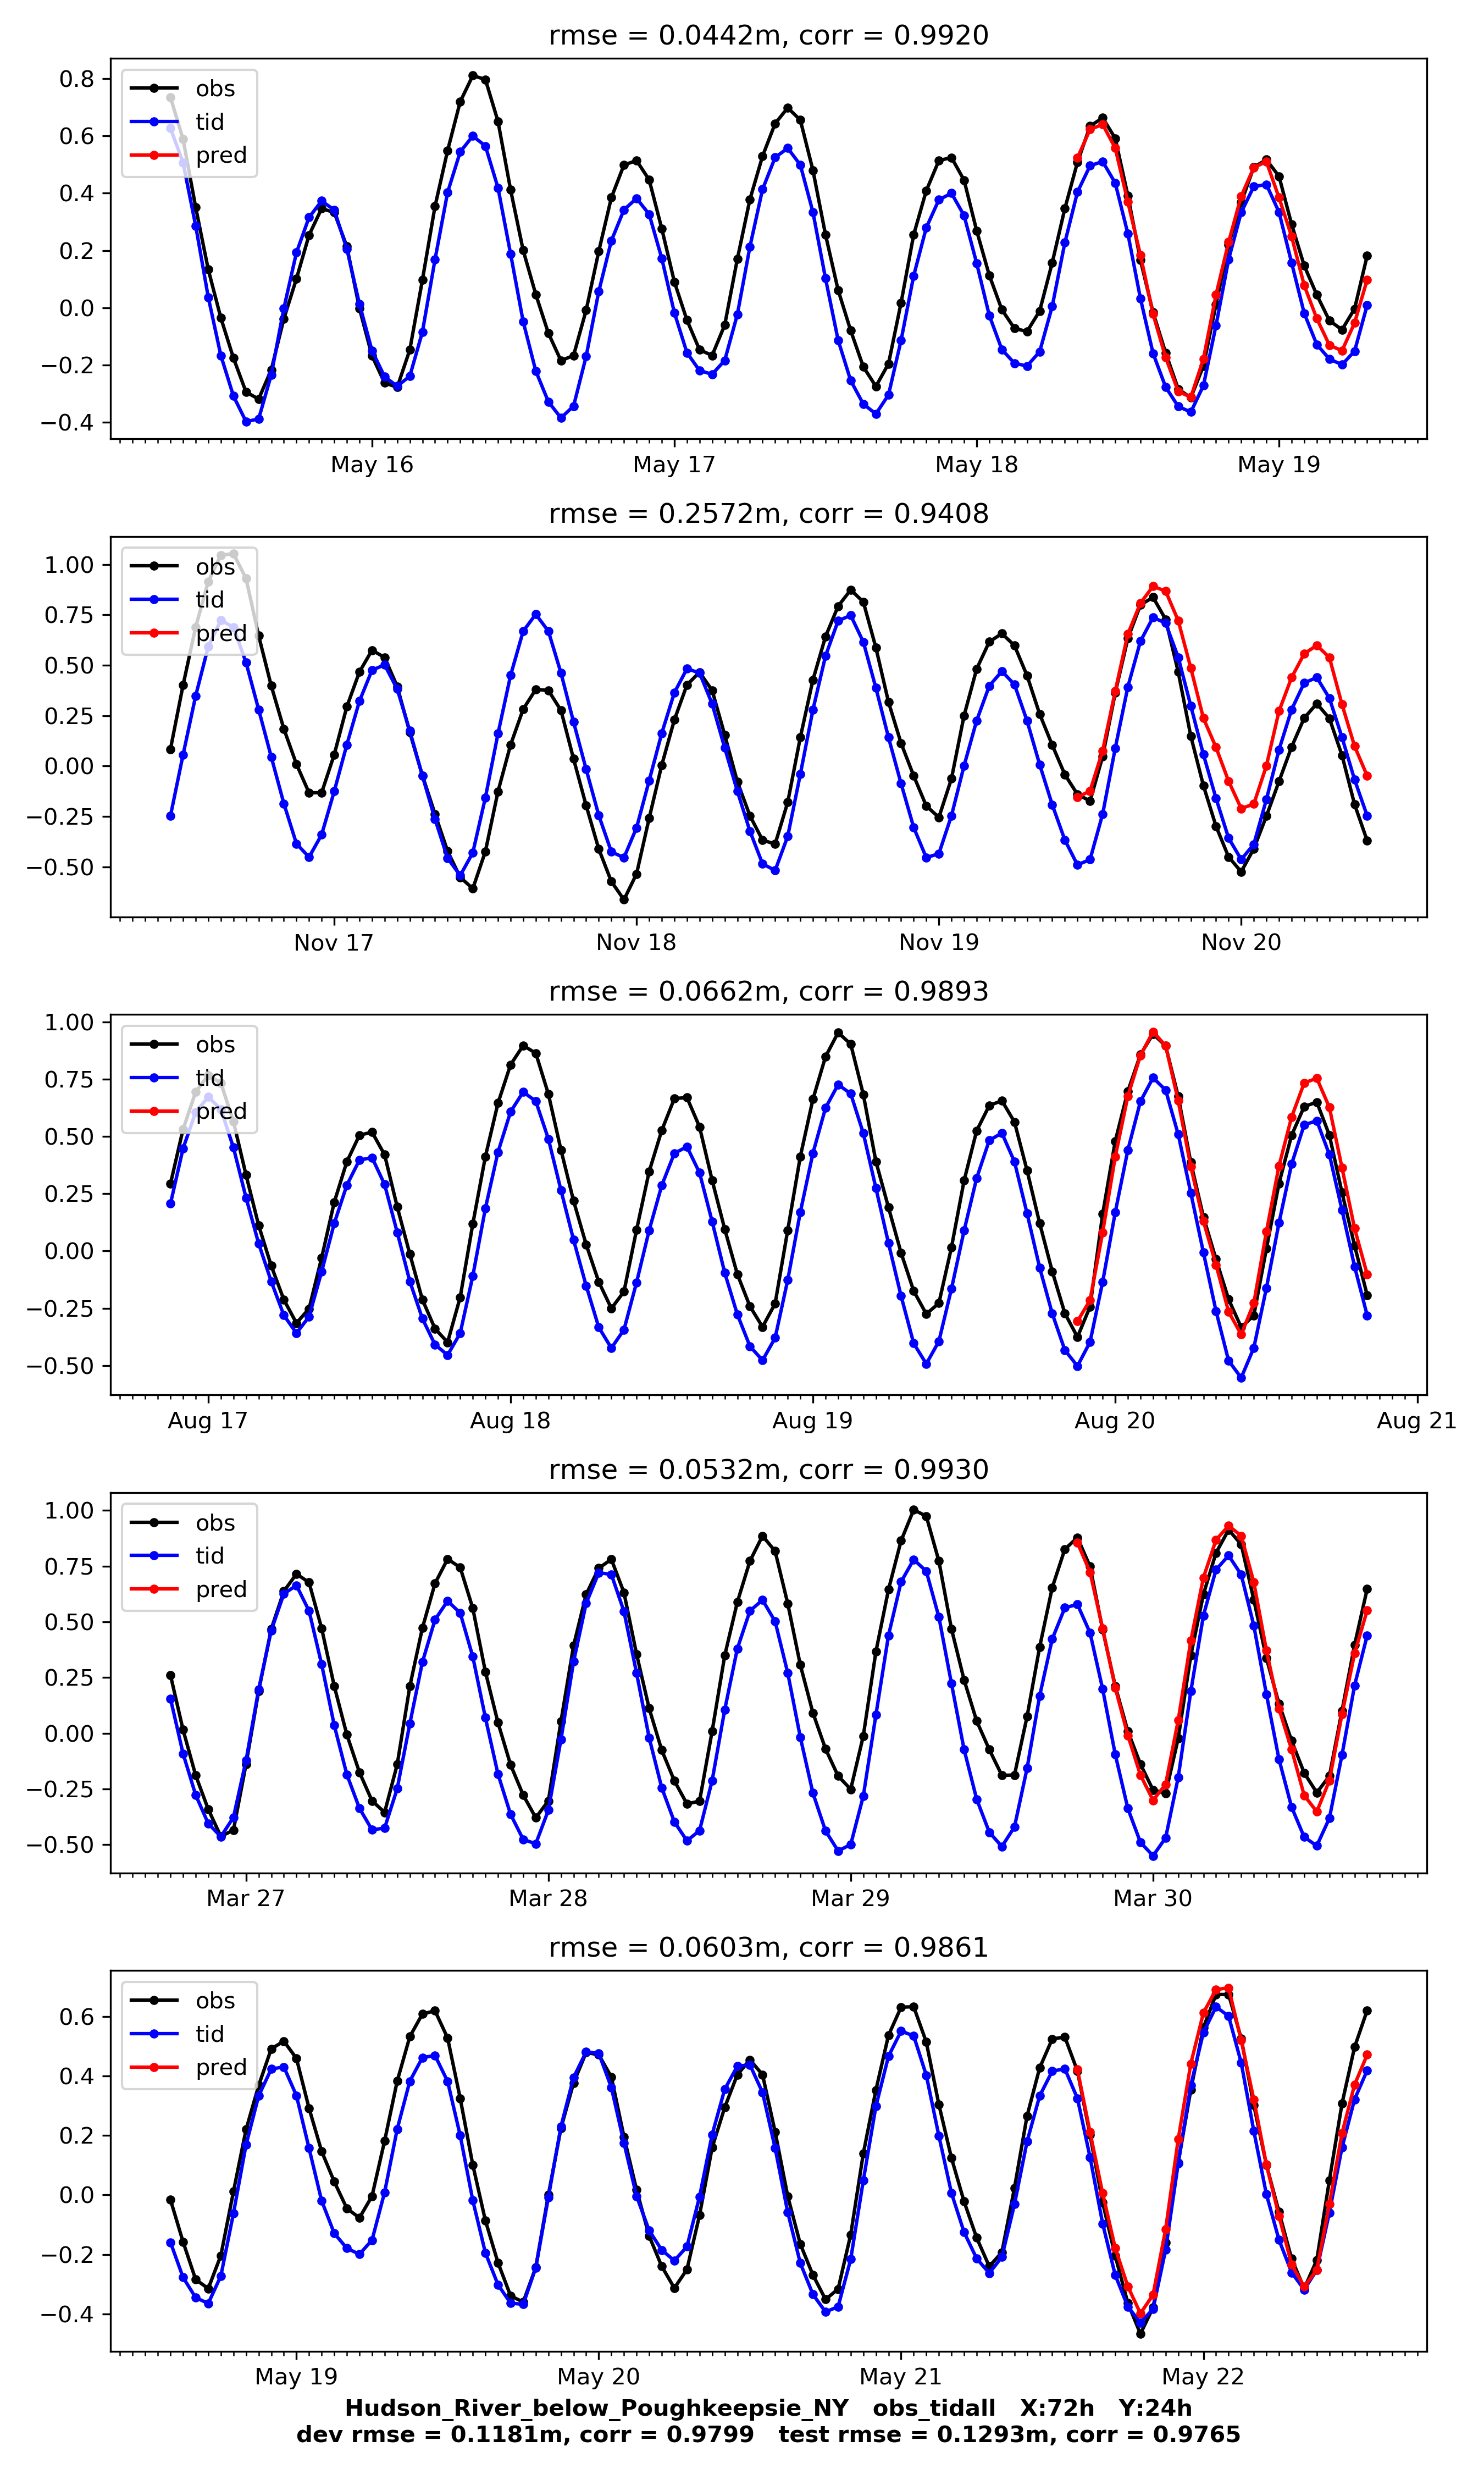 rmse = 0.0442m, corr = 0.9920
0.8
0.6
0.4
0.2
0.0
−0.2
−0.4
obs
tid
pred
May 16 May 17 May 18 May 19
rmse = 0.2572m, corr = 0.9408
1.00
0.75
0.50
0.25
0.00
−0.25
−0.50
obs
tid
pred
Nov 17 Nov 18 Nov 19 Nov 20
rmse = 0.0662m, corr = 0.9893
1.00
0.75
0.50
0.25
0.00
−0.25
−0.50
obs
tid
pred
Aug 17 Aug 18 Aug 19 Aug 20 Aug 21
rmse = 0.0532m, corr = 0.9930
1.00
0.75
0.50
0.25
0.00
−0.25
−0.50
obs
tid
pred
Mar 27 Mar 28 Mar 29 Mar 30
rmse = 0.0603m, corr = 0.9861
0.6
0.4
0.2
0.0
−0.2
−0.4
obs
tid
pred
May 19 May 20 May 21 May 22
Hudson_River_below_Poughkeepsie_NY obs_tidall X:72h Y:24h
dev rmse = 0.1181m, corr = 0.9799 test rmse = 0.1293m, corr = 0.9765